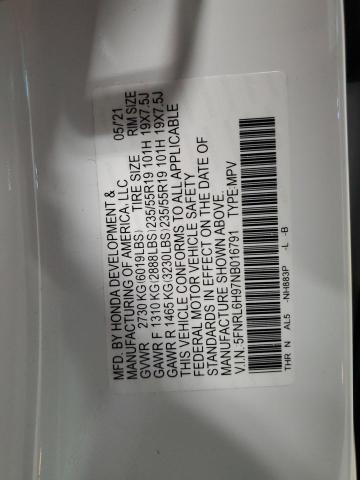 MFD. BY HONDA DEVELOPMENT &
MANUFACTURING OF AMERICA, LLC 05/'21
GVWR 2730 KG(6019LBS) TIRE SIZE RIM SIZE
GAWR F 1310 KG(2888LBS)235/55R19 101H 19X7.5J
GAWR R 1465 KG(3230LBS)235/55R19 101H 19X7.5J
THIS VEHICLE CONFORMS TO ALL APPLICABLE
FEDERAL MOTOR VEHICLE SAFETY
STANDARDS IN EFFECT ON THE DATE OF
MANUFACTURE SHOWN ABOVE.
V.I.N. 5FNRL6H97NB016791 TYPE:MPV
THR N AL5 -NH883P -L -B